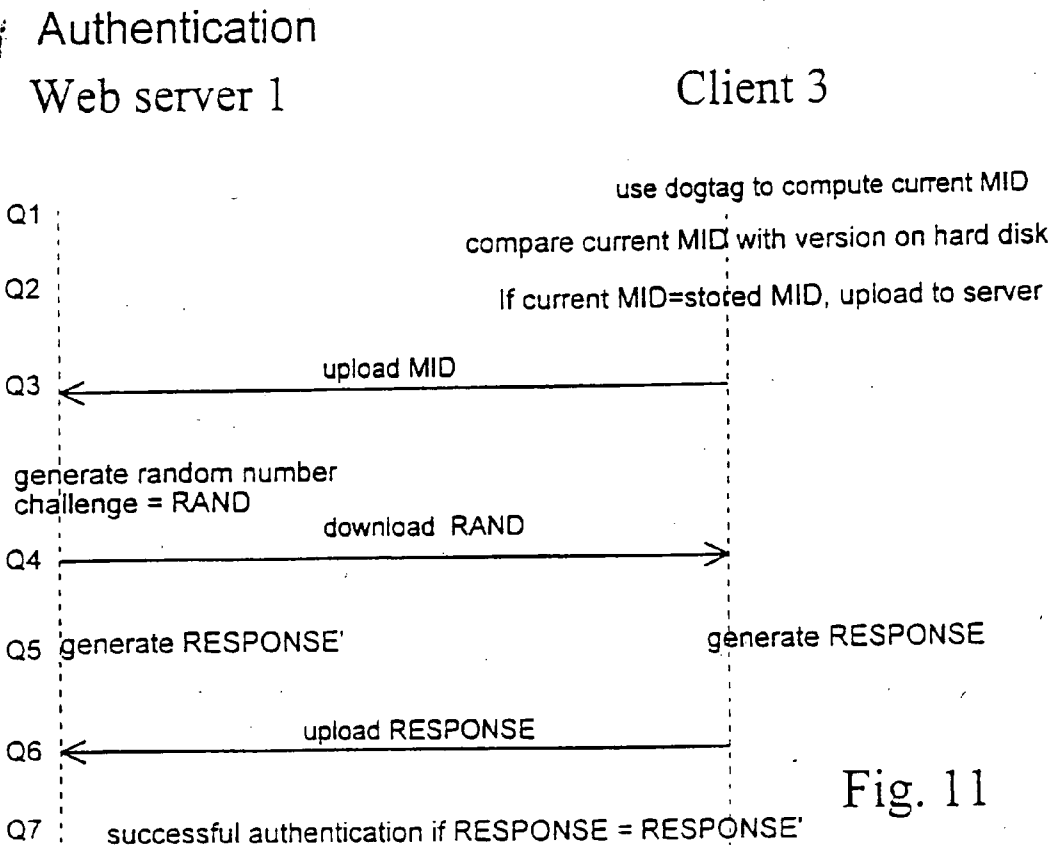 Authentication
Web server 1
Client 3
use dogtag to compute current MID
Q1
compare current MID with version on hard disk
Q2
If current MID=stored MID, upload to server
upload MID
Q3
generate random number
challenge = RAND
download RAND
Q4
Q5 generate RESPONSE'
generate RESPONSE
upload RESPONSE
Q6
Fig. 11
Q7 successful authentication if RESPONSE = RESPONSE'